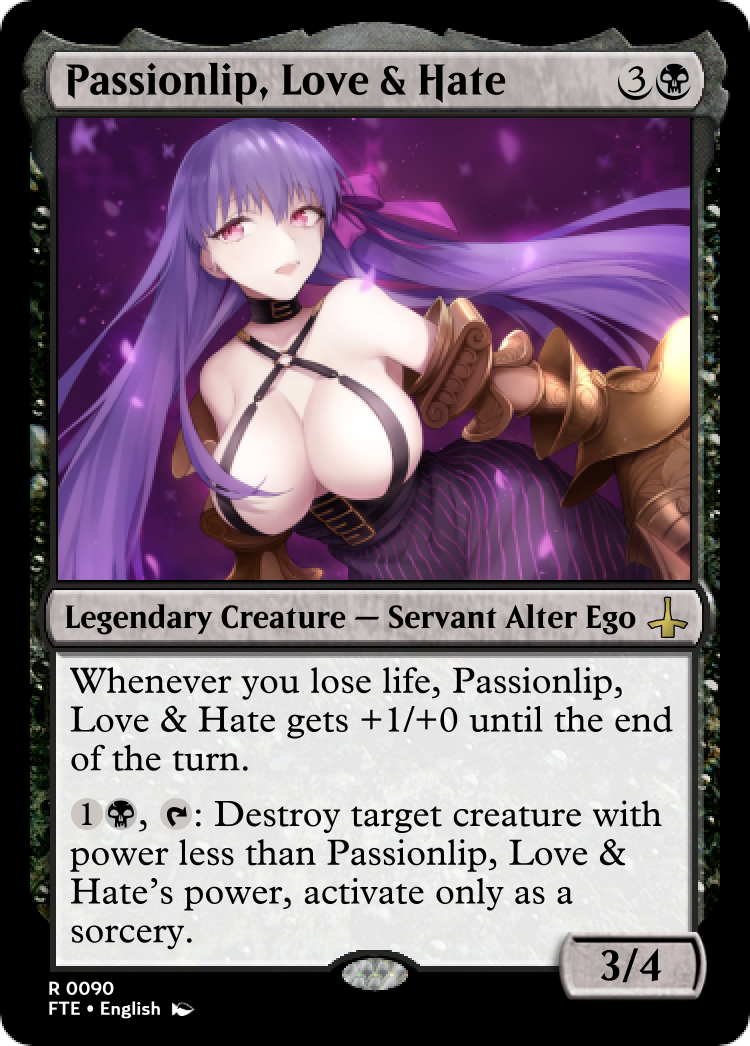 Passionlip, Love & Hate 3
Legendary Creature — Servant Alter Ego
Whenever you lose life, Passionlip,
Love & Hate gets +1/+0 until the end
of the turn.
1, : Destroy target creature with
power less than Passionlip, Love &
Hate's power, activate only as a
sorcery.
3/4
R 0090
FTE • English